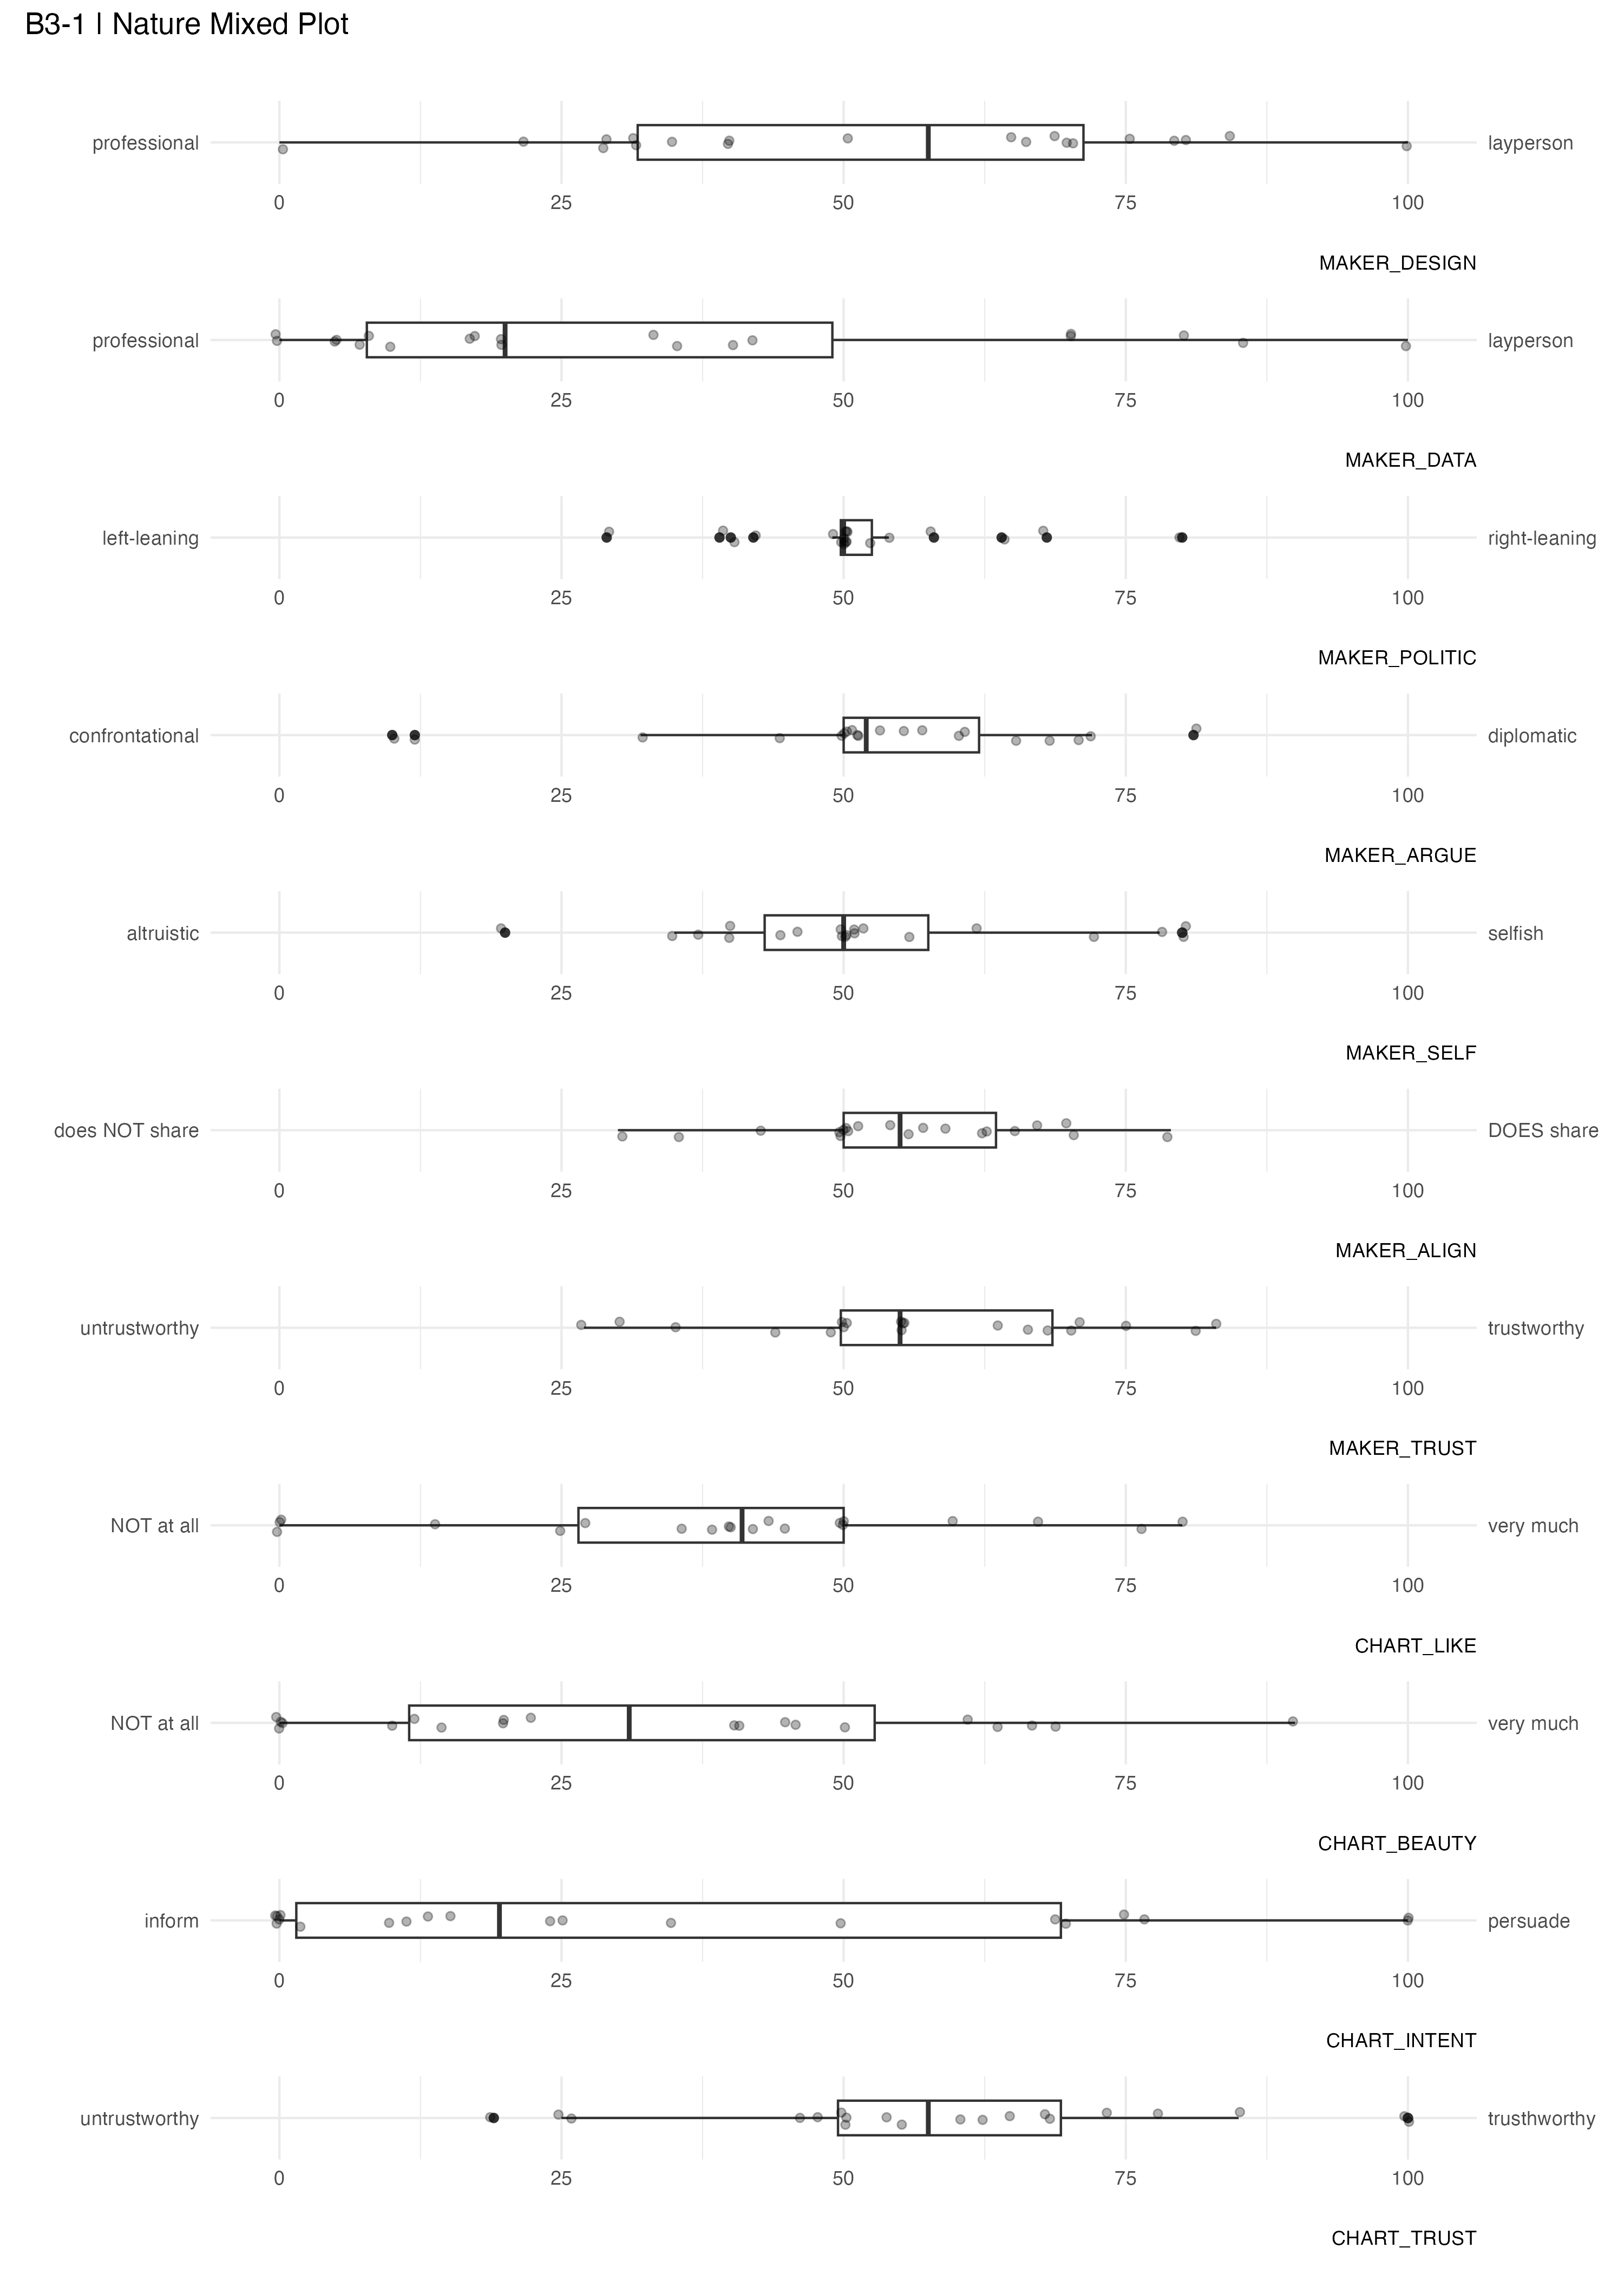 B3-1 | Nature Mixed Plot
professional layperson
0 25 50 75 100
MAKER_DESIGN
professional layperson
0 25 50 75 100
MAKER_DATA
left-leaning right-leaning
0 25 50 75 100
MAKER_POLITIC
confrontational diplomatic
0 25 50 75 100
MAKER_ARGUE
altruistic selfish
0 25 50 75 100
MAKER_SELF
does NOT share DOES share
0 25 50 75 100
MAKER_ALIGN
untrustworthy trustworthy
0 25 50 75 100
MAKER_TRUST
NOT at all very much
0 25 50 75 100
CHART_LIKE
NOT at all very much
0 25 50 75 100
CHART_BEAUTY
inform persuade
0 25 50 75 100
CHART_INTENT
untrustworthy trusthworthy
0 25 50 75 100
CHART_TRUST